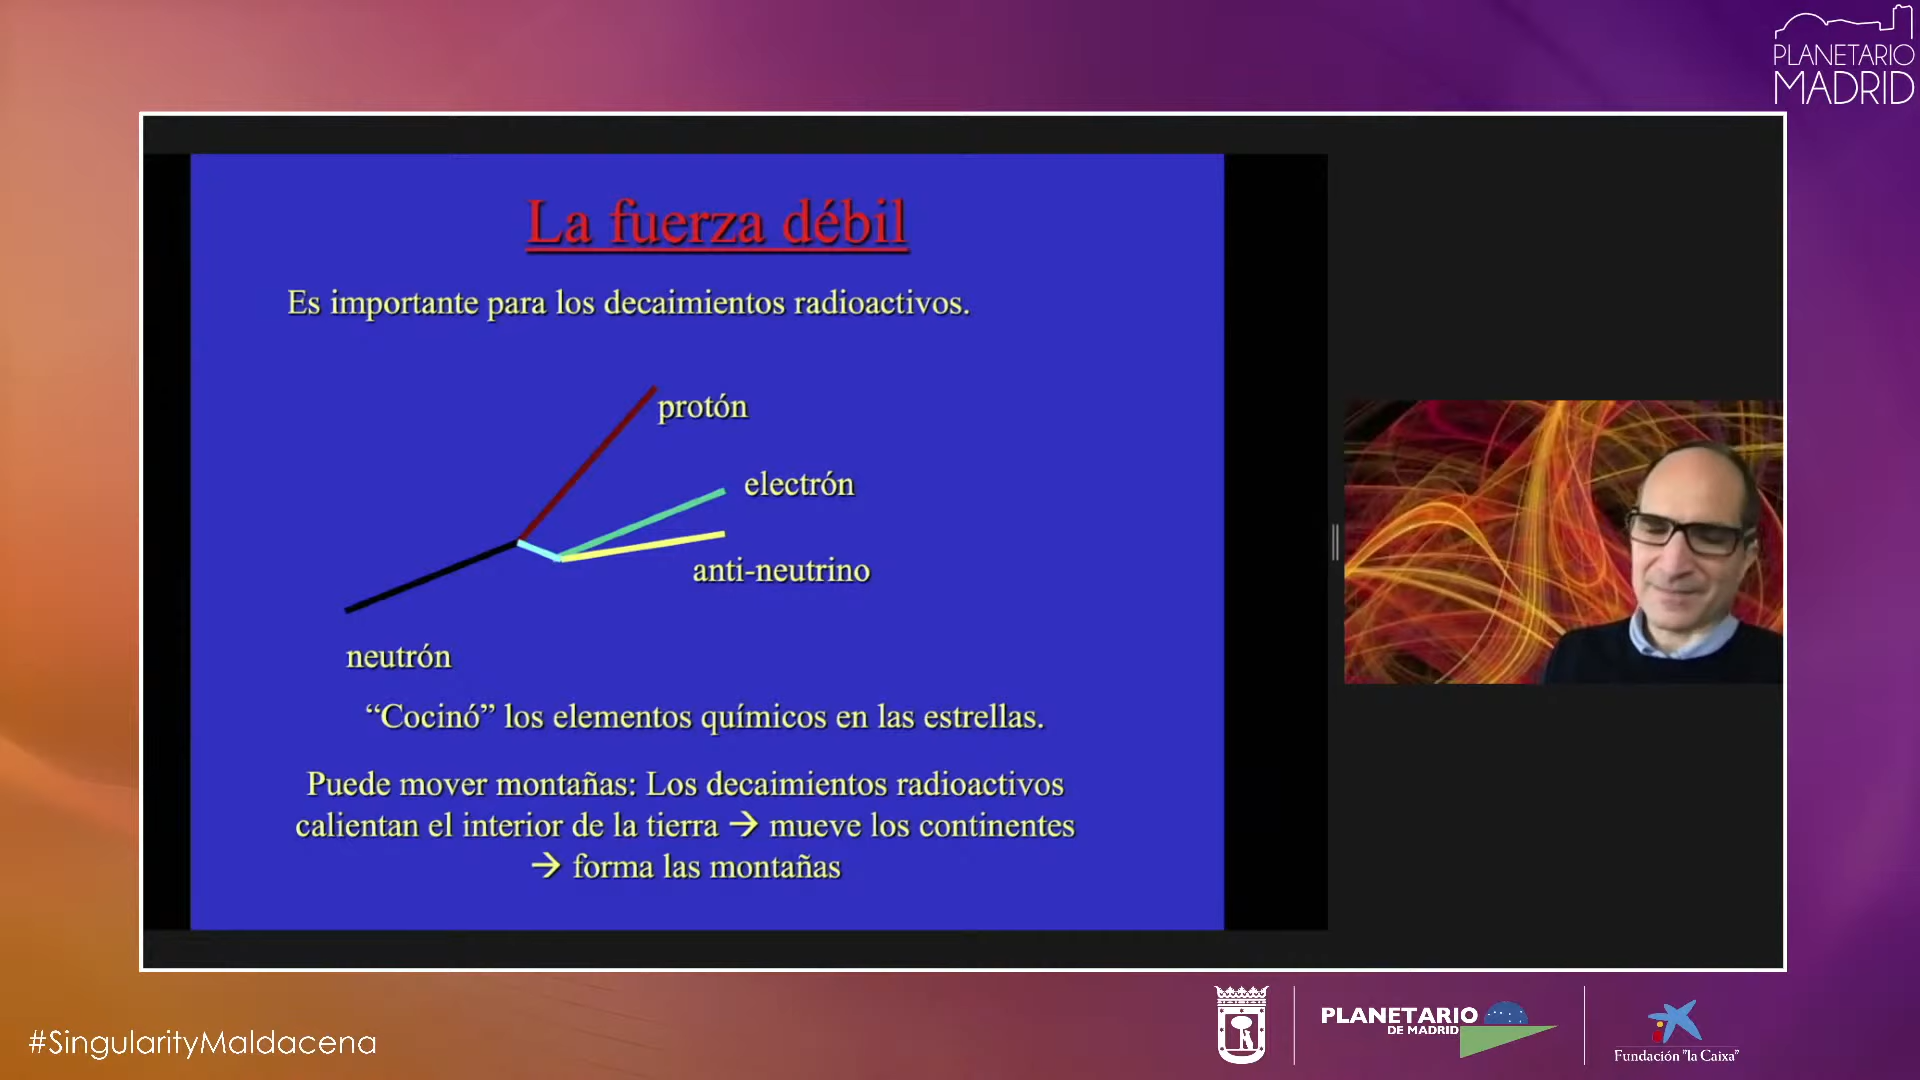 PLANETARIO
MADRID
La fuerza débil
Es importante para los decaimientos radioactivos.
protón
electrón
anti-neutrino
neutrón
“Cocinó” los elementos químicos en las estrellas.
Puede mover montañas: Los decaimientos radioactivos
calientan el interior de la tierra → mueve los continentes
→ forma las montañas
#SingularityMaldacena
PLANETARIO
DE MADRID
Fundación "la Caixa"